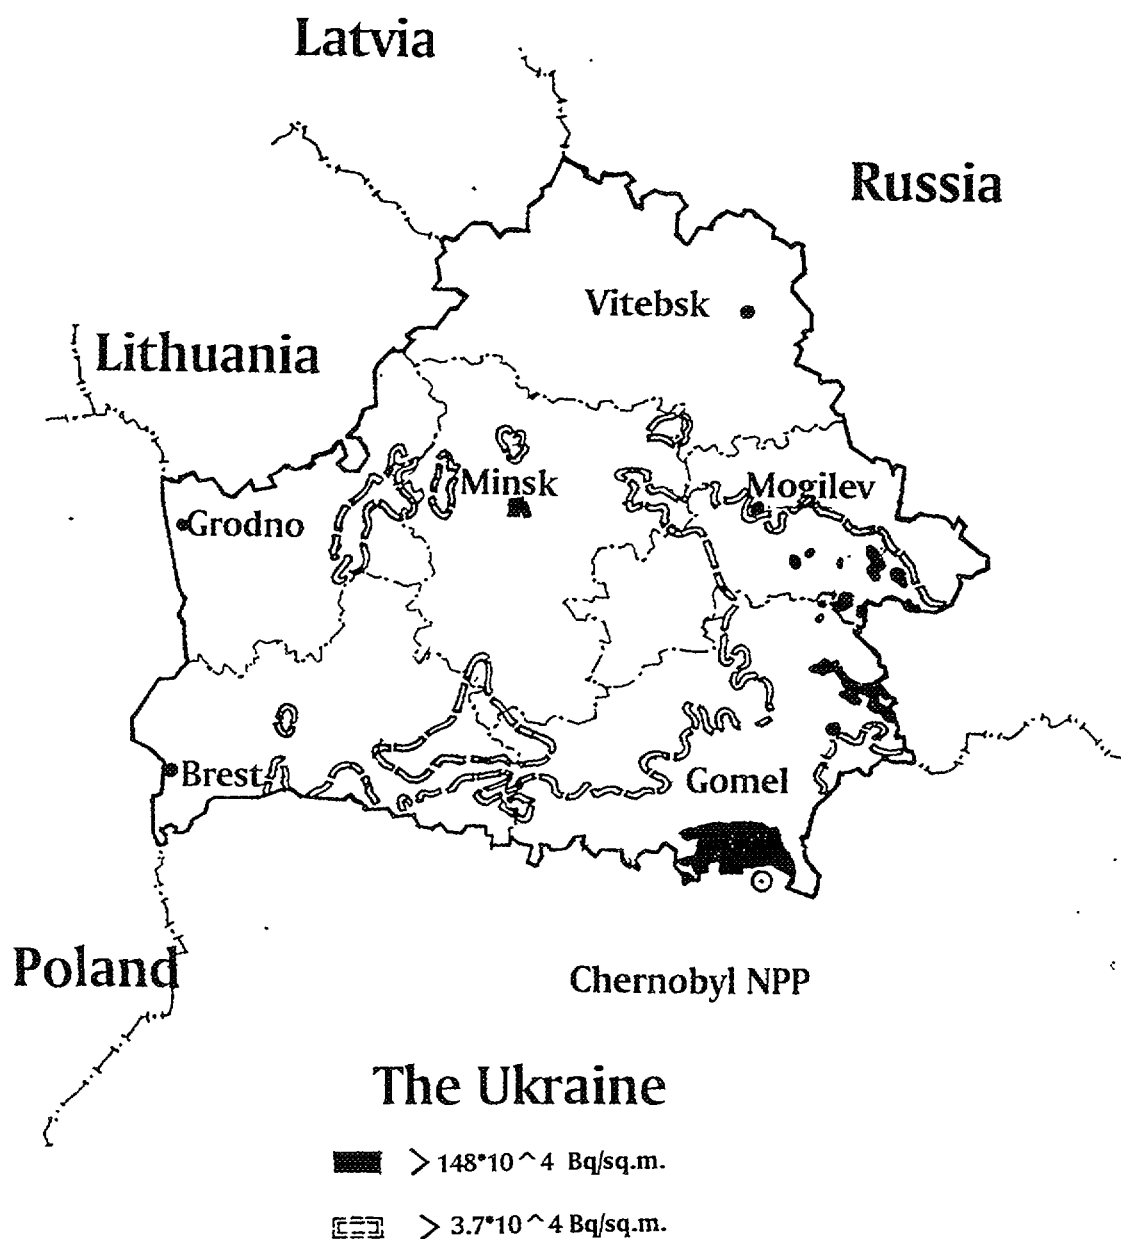 Latvia
Russia
Vitebsk
Lithuania
Minsk
Mogilev
Grodno
Brest
Gomel
Poland
Chernobyl NPP
The Ukraine
> 148*10^4 Bq/sq.m.
> 3.7*10^4 Bq/sq.m.